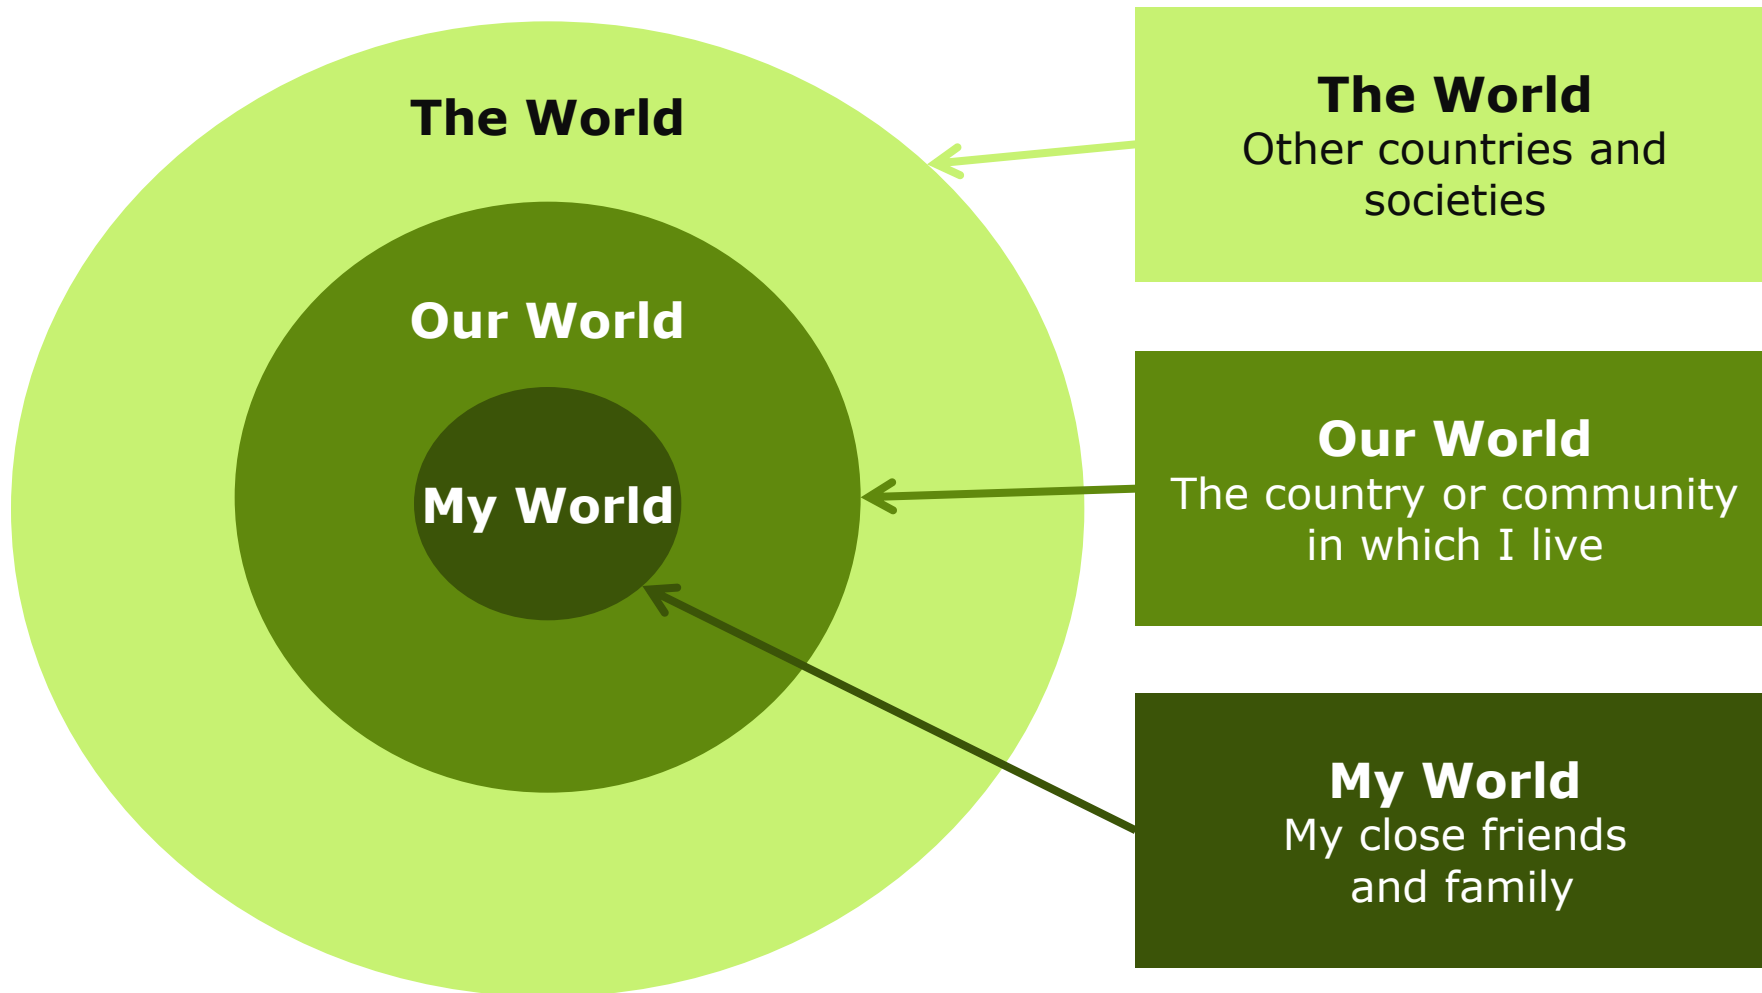 The World
Our World
My World
The World
Other countries and
societies
Our World
The country or community
in which I live
My World
My close friends
and family